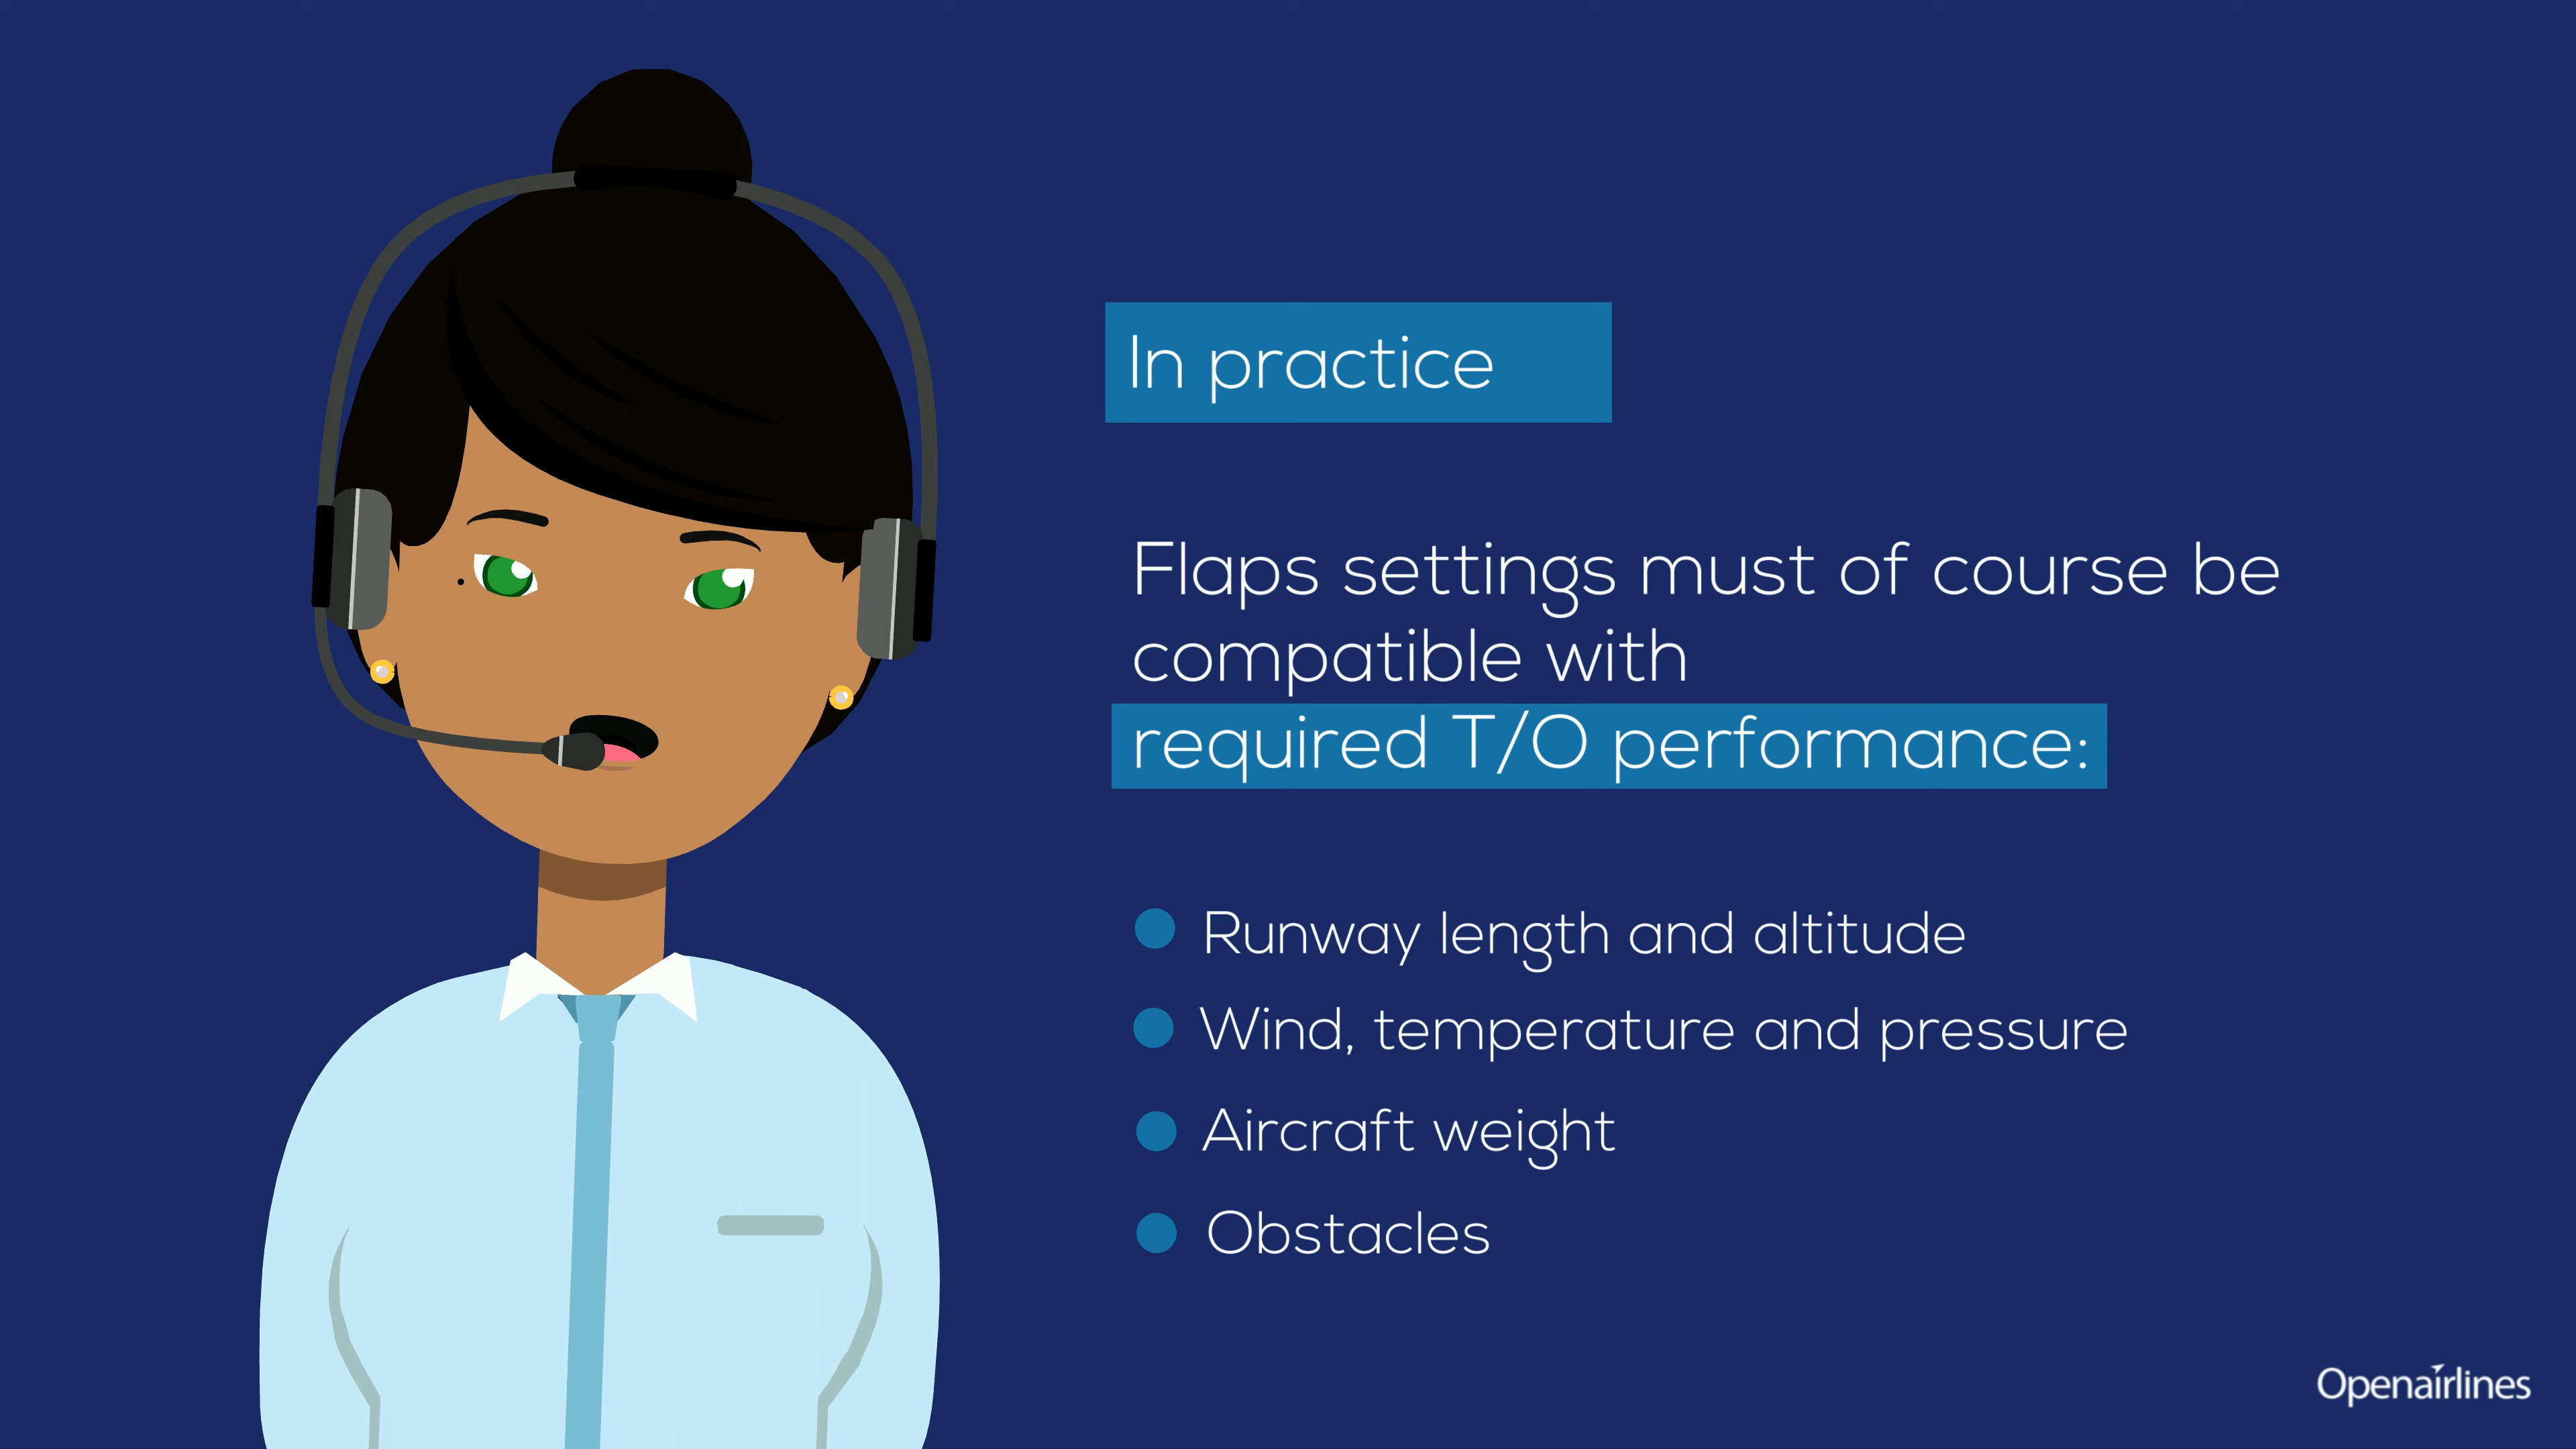 In practice
Flaps settings must of course be
compatible with
required T/O performance:
Runway length and altitude
Wind, temperature and pressure
Aircraft weight
Obstacles
Openairlines